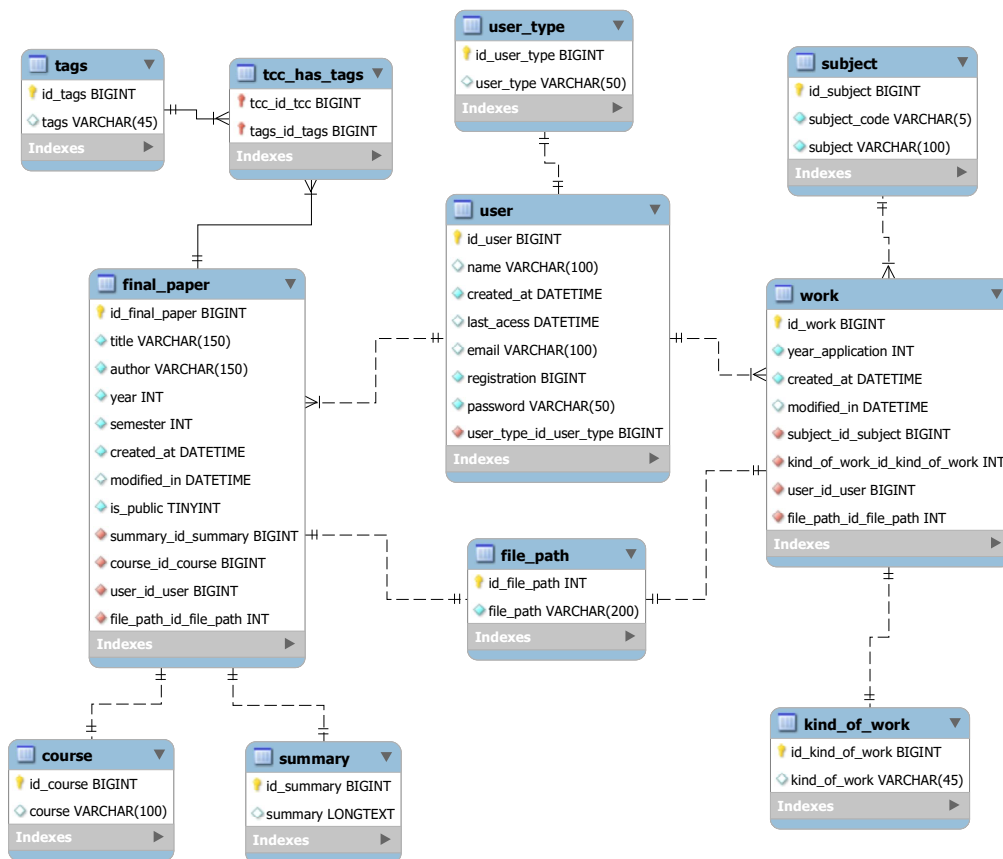 tags
id_tags BIGINT
tags VARCHAR(45)
Indexes
tcc_has_tags
tcc_id_tcc BIGINT
tags_id_tags BIGINT
Indexes
user_type
id_user_type BIGINT
user_type VARCHAR(50)
Indexes
subject
id_subject BIGINT
subject_code VARCHAR(5)
subject VARCHAR(100)
Indexes
user
id_user BIGINT
name VARCHAR(100)
created_at DATETIME
last_acess DATETIME
email VARCHAR(100)
registration BIGINT
password VARCHAR(50)
user_type_id_user_type BIGINT
Indexes
final_paper
id_final_paper BIGINT
title VARCHAR(150)
author VARCHAR(150)
year INT
semester INT
created_at DATETIME
modified_in DATETIME
is_public TINYINT
summary_id_summary BIGINT
course_id_course BIGINT
user_id_user BIGINT
file_path_id_file_path INT
Indexes
work
id_work BIGINT
year_application INT
created_at DATETIME
modified_in DATETIME
subject_id_subject BIGINT
kind_of_work_id_kind_of_work INT
user_id_user BIGINT
file_path_id_file_path INT
Indexes
file_path
id_file_path INT
file_path VARCHAR(200)
Indexes
course
id_course BIGINT
course VARCHAR(100)
Indexes
summary
id_summary BIGINT
summary LONGTEXT
Indexes
kind_of_work
id_kind_of_work BIGINT
kind_of_work VARCHAR(45)
Indexes